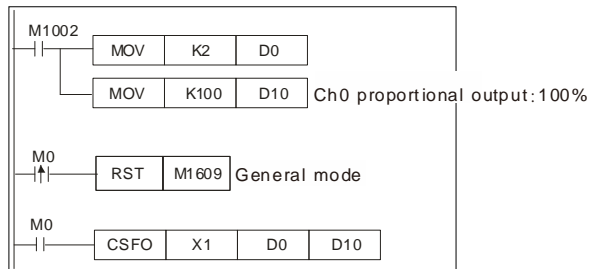 M1002
MOV K2 D0
MOV K100 D10 Ch0 proportional output:100%
M0
RST M1609 General mode
M0
CSFO X1 D0 D10